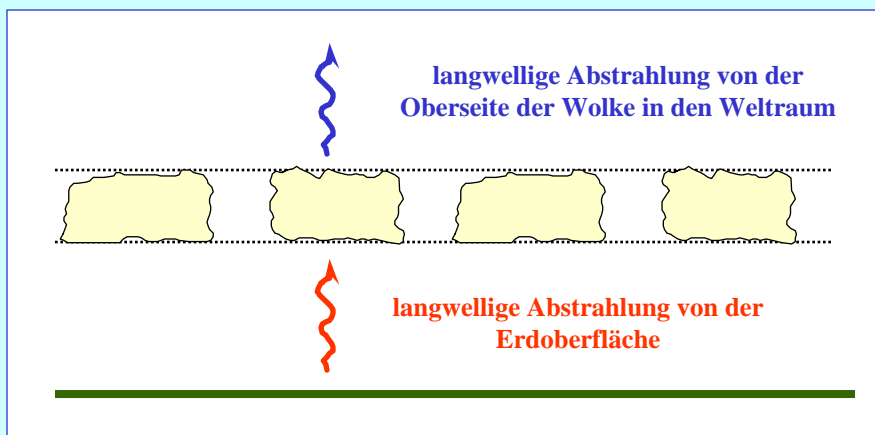 langwellige Abstrahlung von der
Oberseite der Wolke in den Weltraum
langwellige Abstrahlung von der
Erdoberfläche